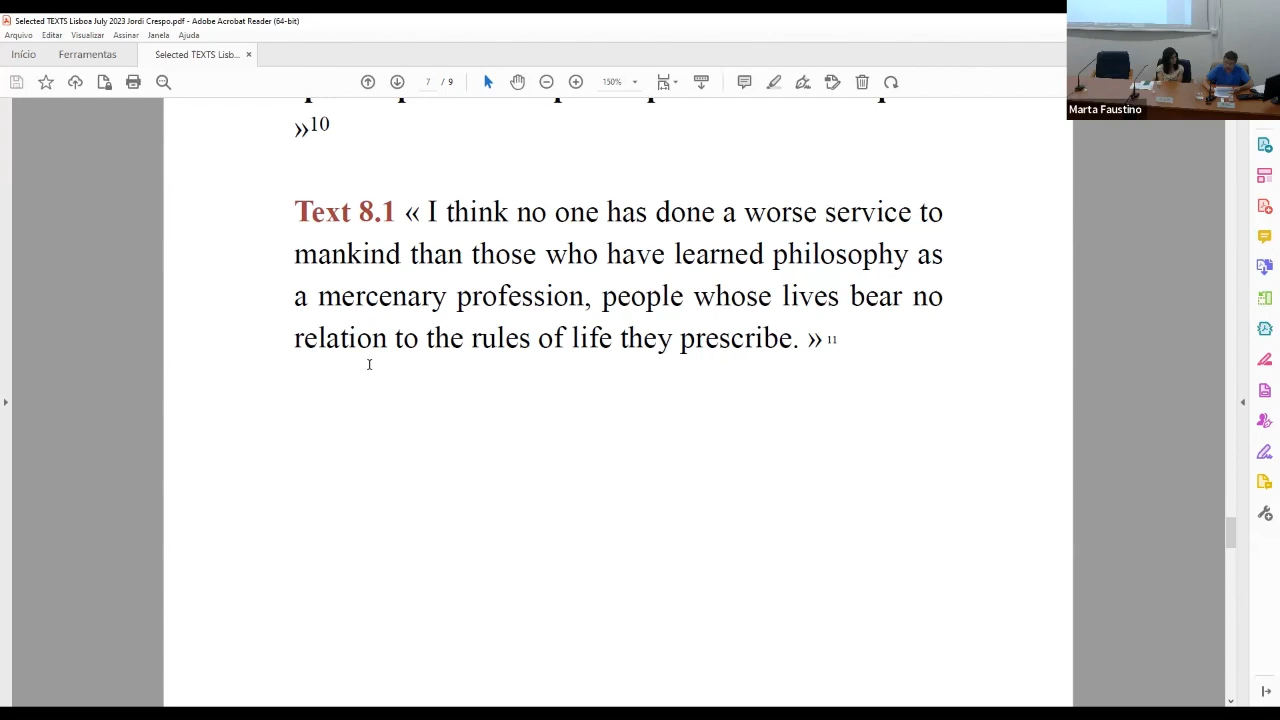 Selected TEXTS Lisboa July 2023 Jordi Crespo.pdf - Adobe Acrobat Reader (64-bit)
Arquivo Editar Visualizar Assinar Janela Ajuda
Início Ferramentas Selected TEXTS Lisb... ×
7 / 9 150%
Marta Faustino
»10
Text 8.1 « I think no one has done a worse service to
mankind than those who have learned philosophy as
a mercenary profession, people whose lives bear no
relation to the rules of life they prescribe. » 11